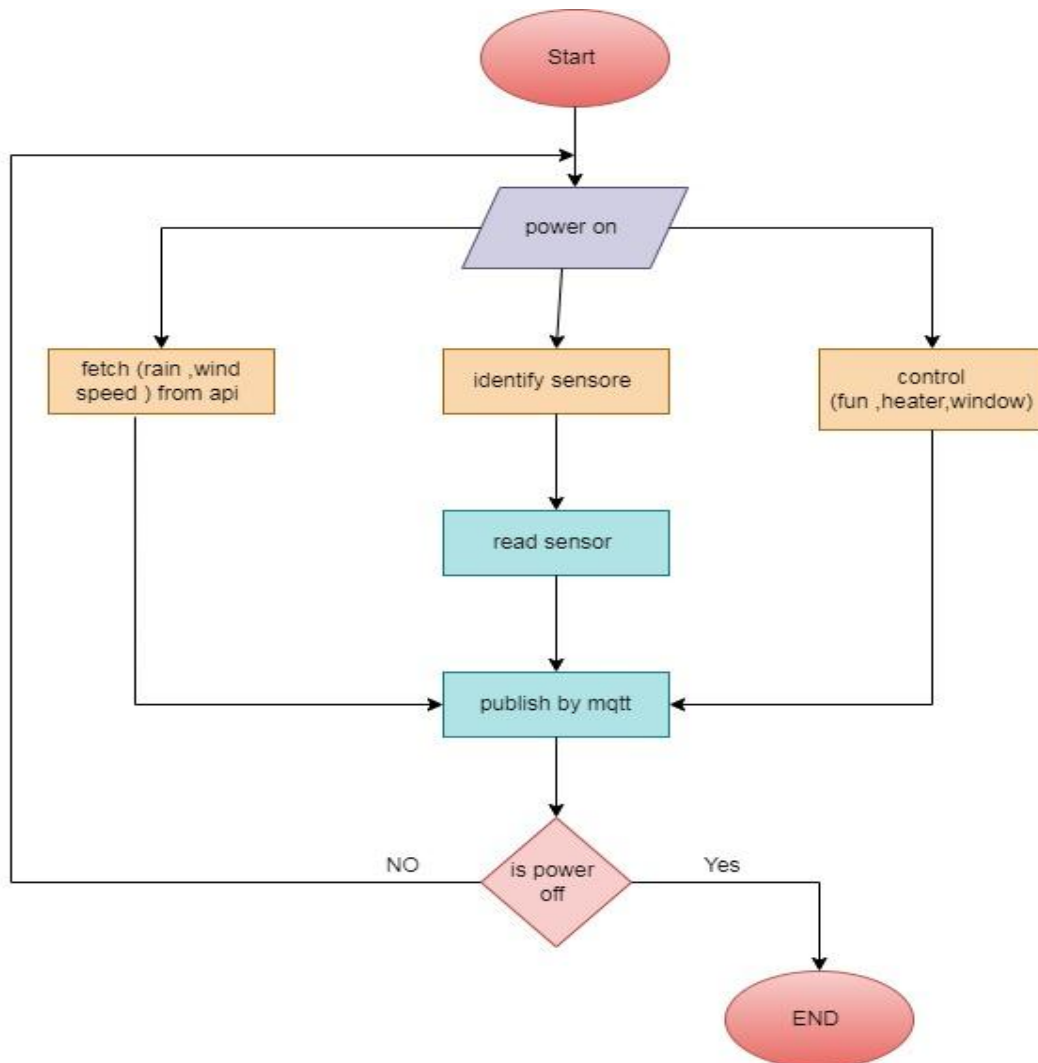 Start
power on
fetch (rain ,wind
speed ) from api
identify sensore
control
(fun ,heater,window)
read sensor
publish by mqtt
NO
is power
off
Yes
END